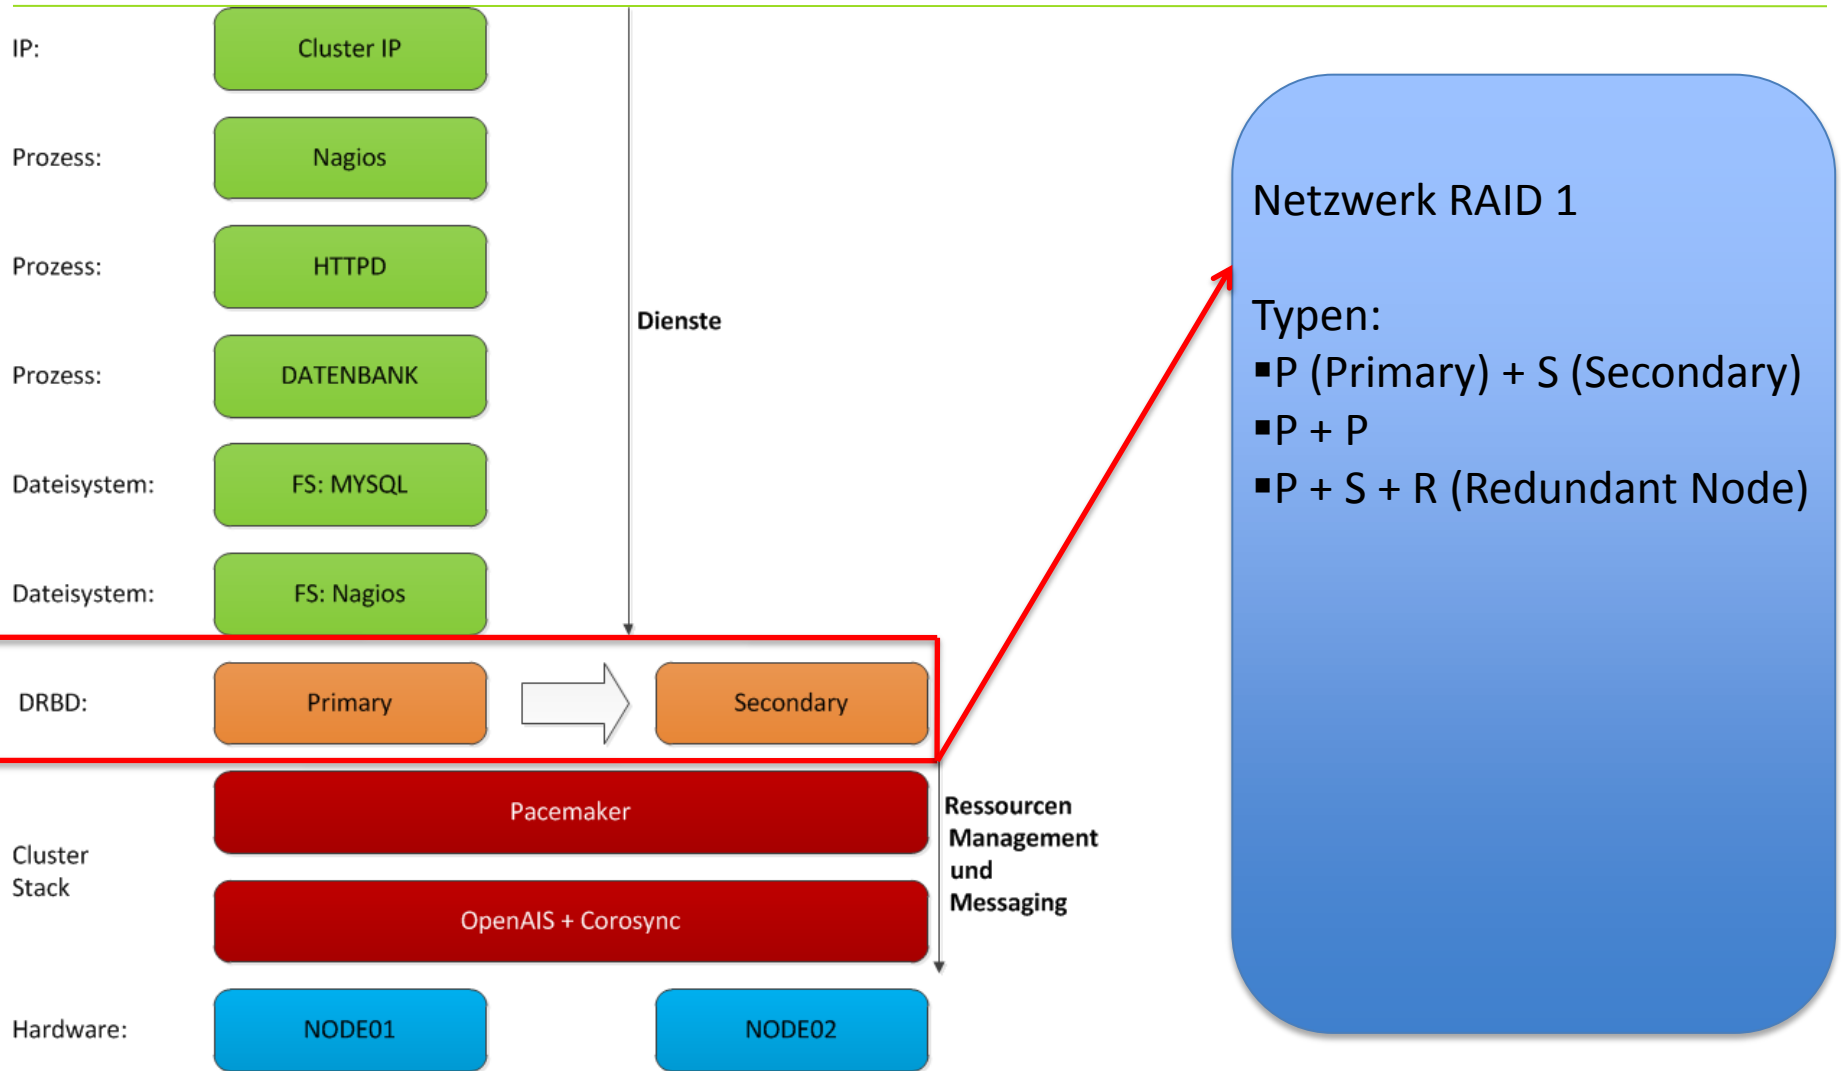 IP:
Cluster IP
Prozess:
Nagios
Prozess:
HTTPD
Dienste
Prozess:
DATENBANK
Dateisystem:
FS: MYSQL
Dateisystem:
FS: Nagios
DRBD:
Primary
Secondary
Cluster
Stack
Pacemaker
OpenAIS + Corosync
Ressourcen
Management
und
Messaging
Hardware:
NODE01
NODE02
Netzwerk RAID 1
Typen:
▪P (Primary) + S (Secondary)
▪P + P
▪P + S + R (Redundant Node)